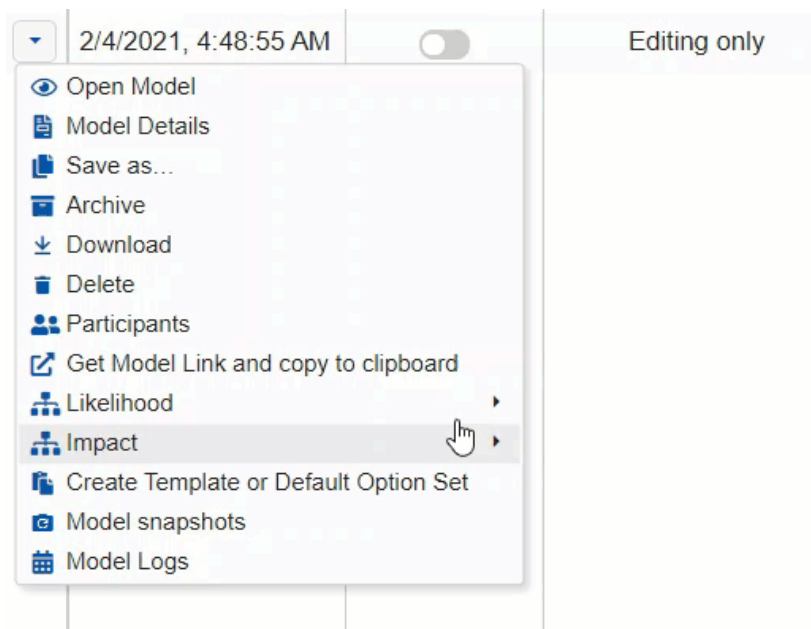 2/4/2021, 4:48:55 AM Editing only
Open Model
Model Details
Save as...
Archive
Download
Delete
Participants
Get Model Link and copy to clipboard
Likelihood
Impact
Create Template or Default Option Set
Model snapshots
Model Logs